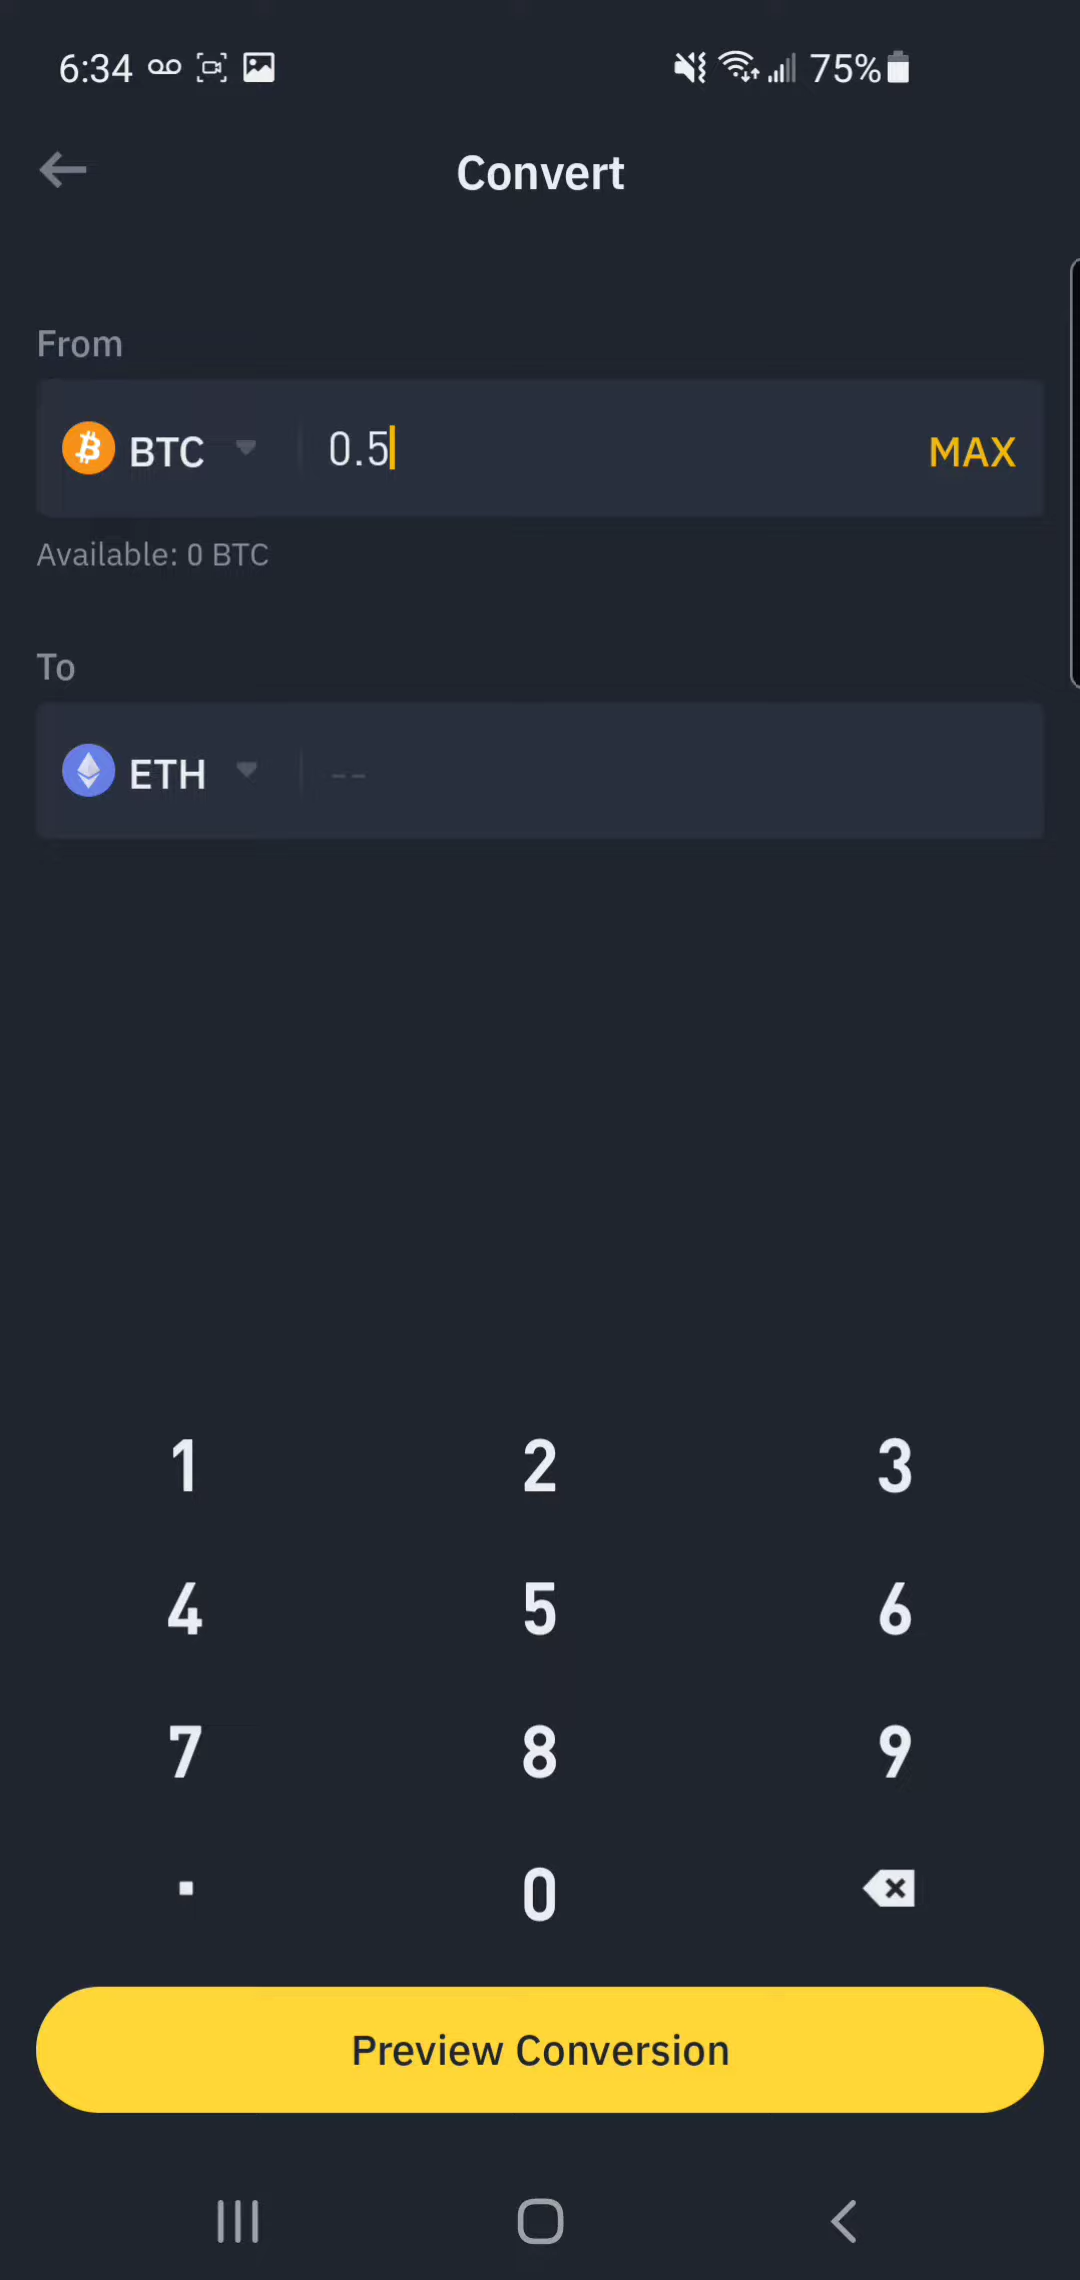 6:34
75%
Convert
From
BTC 0.5 MAX
Available: 0 BTC
To
ETH --
1 2 3
4 5 6
7 8 9
. 0
Preview Conversion